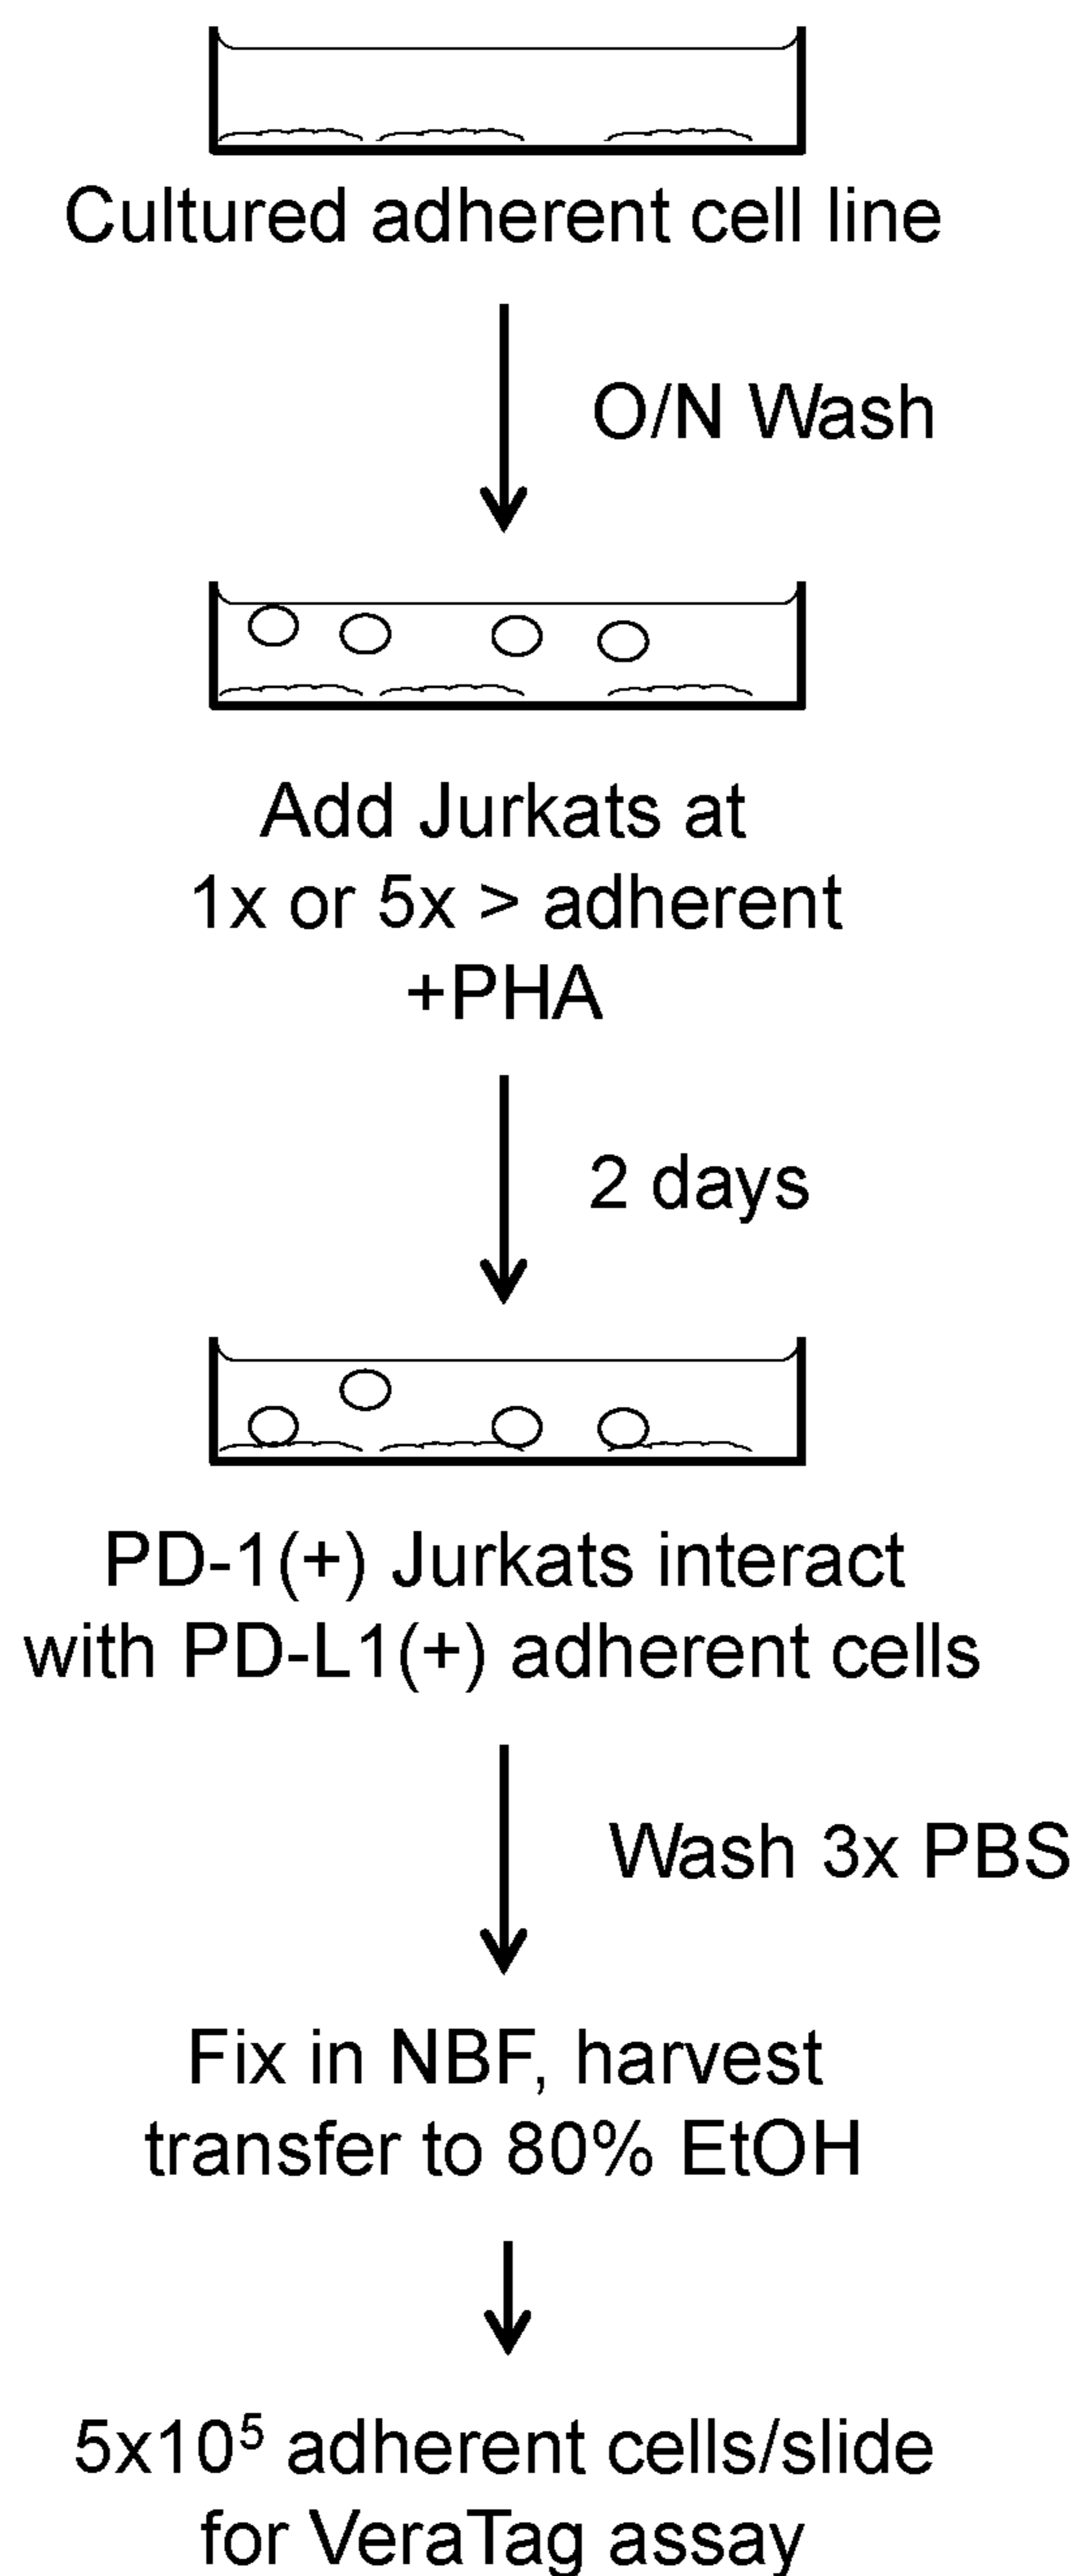 Cultured adherent cell line
O/N Wash
Add Jurkats at
1x or 5x > adherent
+PHA
2 days
PD-1(+) Jurkats interact
with PD-L1(+) adherent cells
Wash 3x PBS
Fix in NBF, harvest
transfer to 80% EtOH
5x10⁵ adherent cells/slide
for VeraTag assay